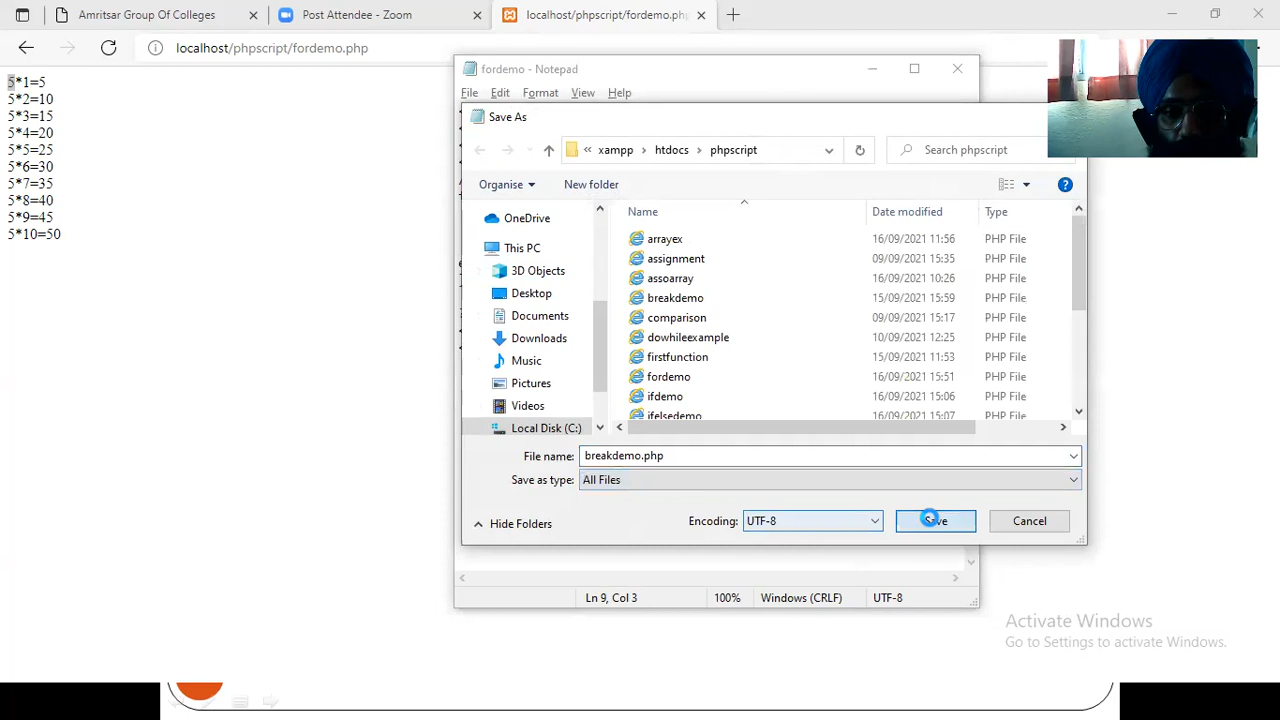 Amritsar Group Of Colleges
Post Attendee - Zoom
localhost/phpscript/fordemo.php
localhost/phpscript/fordemo.php
5*1=5
5*2=10
5*3=15
5*4=20
5*5=25
5*6=30
5*7=35
5*8=40
5*9=45
5*10=50
fordemo - Notepad
File Edit Format View Help
Save As
« xampp › htdocs › phpscript
Search phpscript
Organise New folder
Name Date modified Type
OneDrive
This PC
3D Objects
Desktop
Documents
Downloads
Music
Pictures
Videos
Local Disk (C:)
arrayex 16/09/2021 11:56 PHP File
assignment 09/09/2021 15:35 PHP File
assoarray 16/09/2021 10:26 PHP File
breakdemo 15/09/2021 15:59 PHP File
comparison 09/09/2021 15:17 PHP File
dowhileexample 10/09/2021 12:25 PHP File
firstfunction 15/09/2021 11:53 PHP File
fordemo 16/09/2021 15:51 PHP File
ifdemo 16/09/2021 15:06 PHP File
ifelsedemo 16/09/2021 15:07 PHP File
File name: breakdemo.php
Save as type: All Files
Hide Folders
Encoding: UTF-8 Save Cancel
Ln 9, Col 3 100% Windows (CRLF) UTF-8
Activate Windows
Go to Settings to activate Windows.